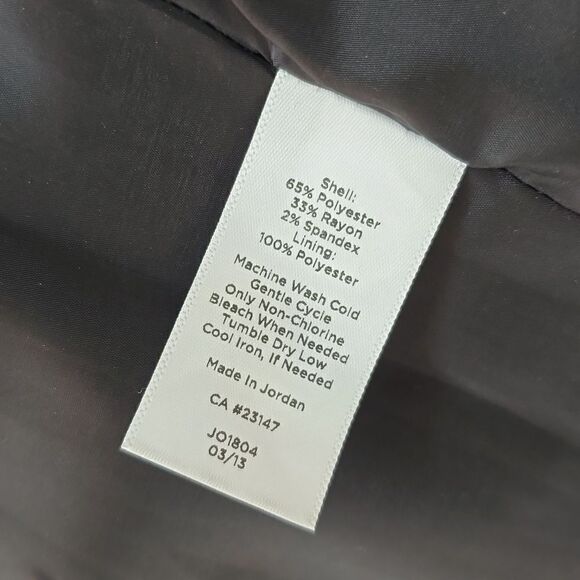 Shell:
65% Polyester
33% Rayon
2% Spandex
Lining:
100% Polyester
Machine Wash Cold
Gentle Cycle
Only Non-Chlorine
Bleach When Needed
Tumble Dry Low
Cool Iron, If Needed
Made In Jordan
CA #23147
JO1804
03/13